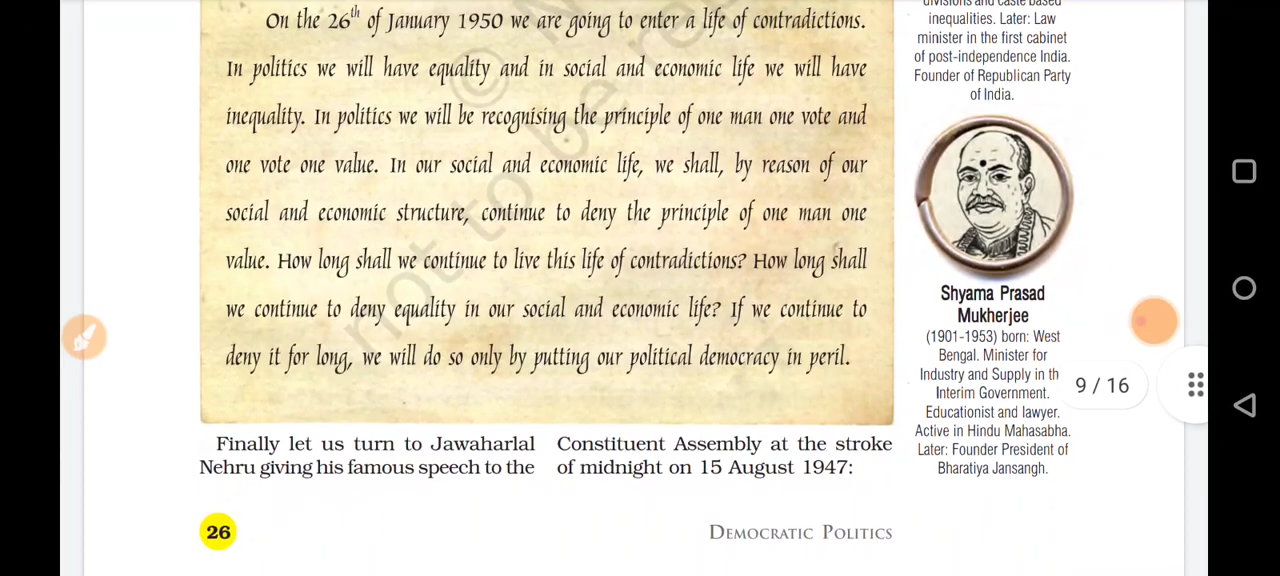 On the 26th of January 1950 we are going to enter a life of contradictions.
In politics we will have equality and in social and economic life we will have
inequality. In politics we will be recognising the principle of one man one vote and
one vote one value. In our social and economic life, we shall, by reason of our
social and economic structure, continue to deny the principle of one man one
value. How long shall we continue to live this life of contradictions? How long shall
we continue to deny equality in our social and economic life? If we continue to
deny it for long, we will do so only by putting our political democracy in peril.
Finally let us turn to Jawaharlal
Nehru giving his famous speech to the
Constituent Assembly at the stroke
of midnight on 15 August 1947:
divisions and caste based
inequalities. Later: Law
minister in the first cabinet
of post-independence India.
Founder of Republican Party
of India.
Shyama Prasad
Mukherjee
(1901-1953) born: West
Bengal. Minister for
Industry and Supply in th
Interim Government.
Educationist and lawyer.
Active in Hindu Mahasabha.
Later: Founder President of
Bharatiya Jansangh.
9 / 16
26
DEMOCRATIC POLITICS
not to be re
©